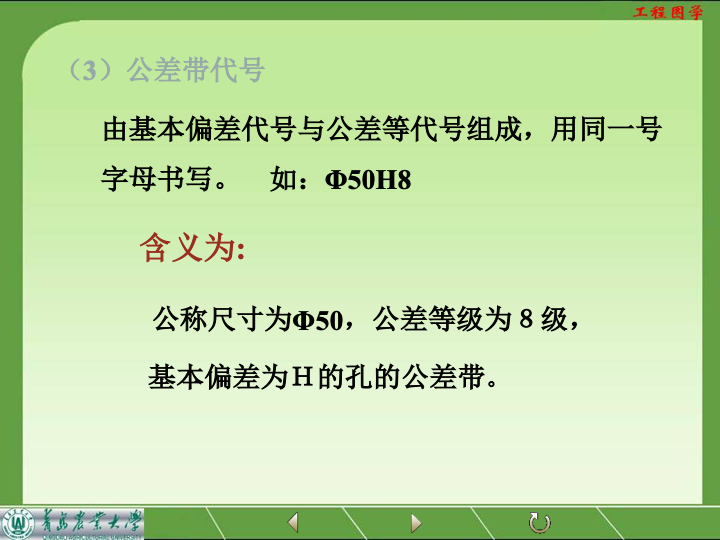 工程图学
（3）公差带代号
由基本偏差代号与公差等代号组成，用同一号
字母书写。 如：Φ50H8
含义为:
公称尺寸为Φ50，公差等级为８级，
基本偏差为Ｈ的孔的公差带。
青岛农业大学